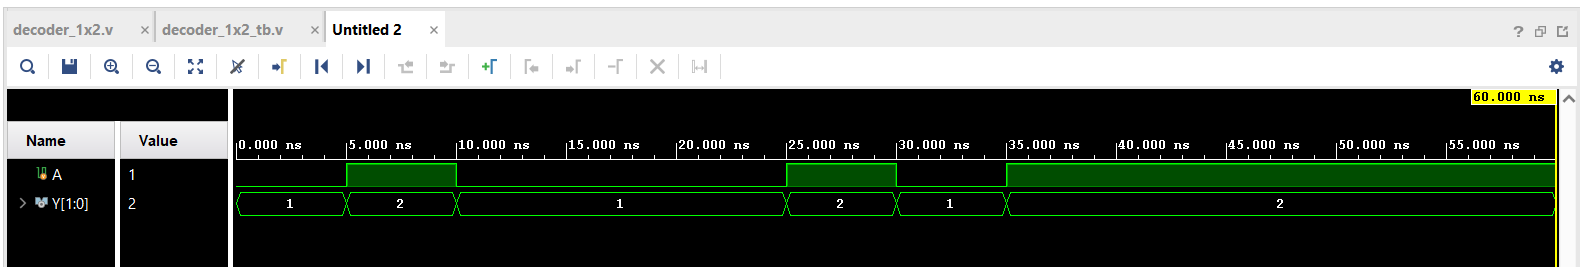 decoder_1x2.v × decoder_1x2_tb.v × Untitled 2 ×
?
60.000 ns
Name Value
0.000 ns 5.000 ns 10.000 ns 15.000 ns 20.000 ns 25.000 ns 30.000 ns 35.000 ns 40.000 ns 45.000 ns 50.000 ns 55.000 ns
A 1
Y[1:0] 2 1 2 1 2 1 2